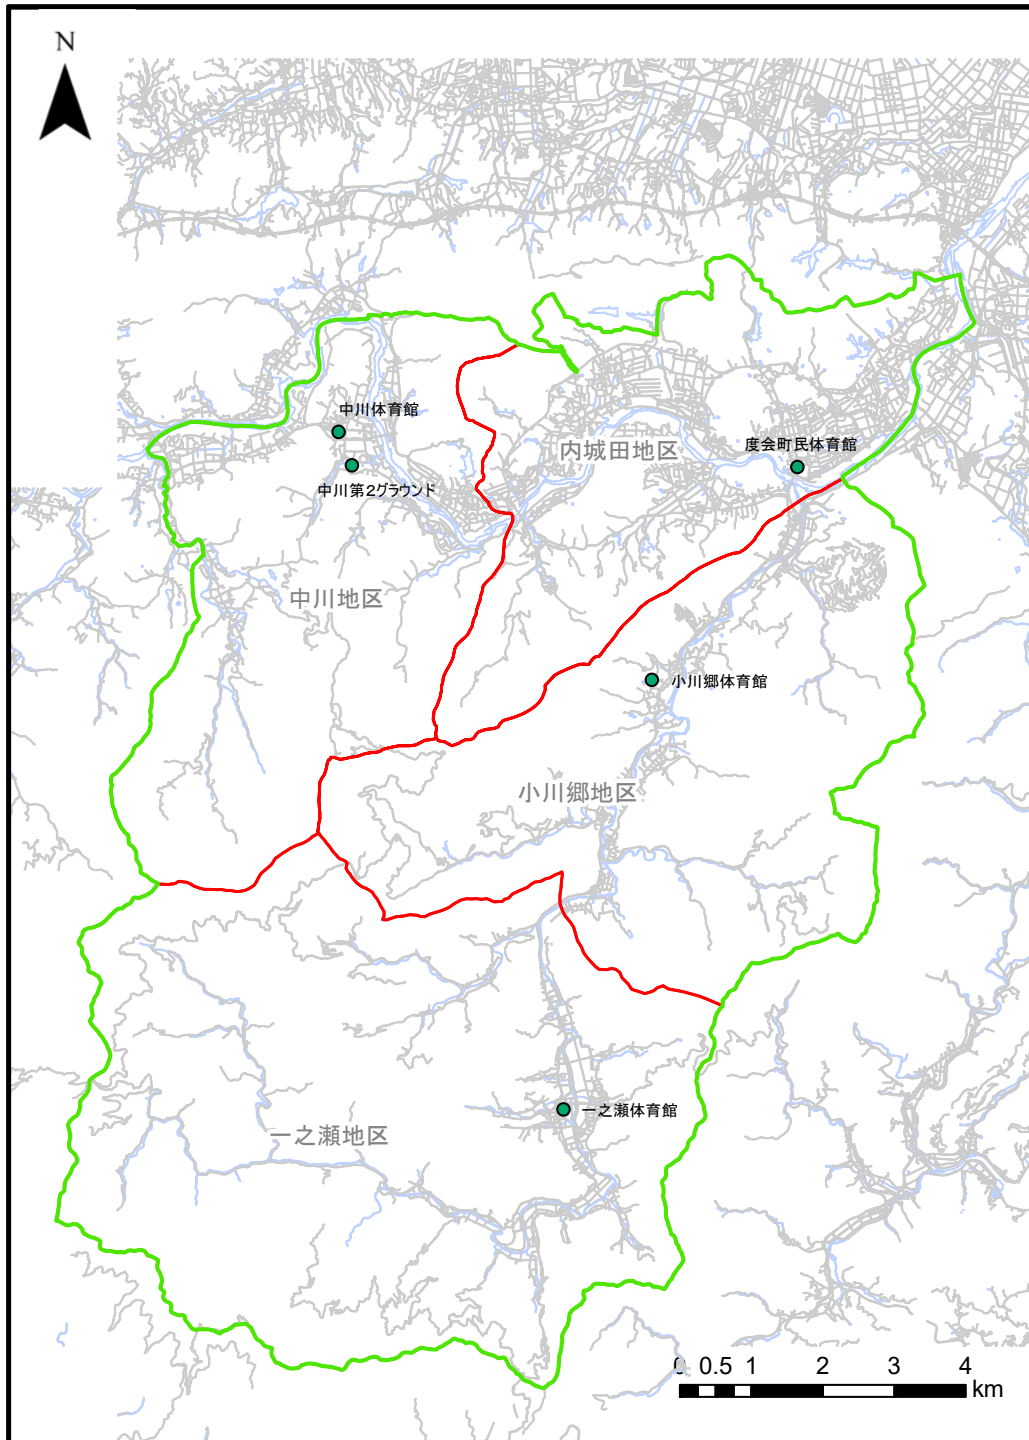 N
中川体育館
内城田地区
度会町民体育館
中川第2グラウンド
中川地区
小川郷体育館
小川郷地区
一之瀬体育館
一之瀬地区
0 0.5 1 2 3 4
km